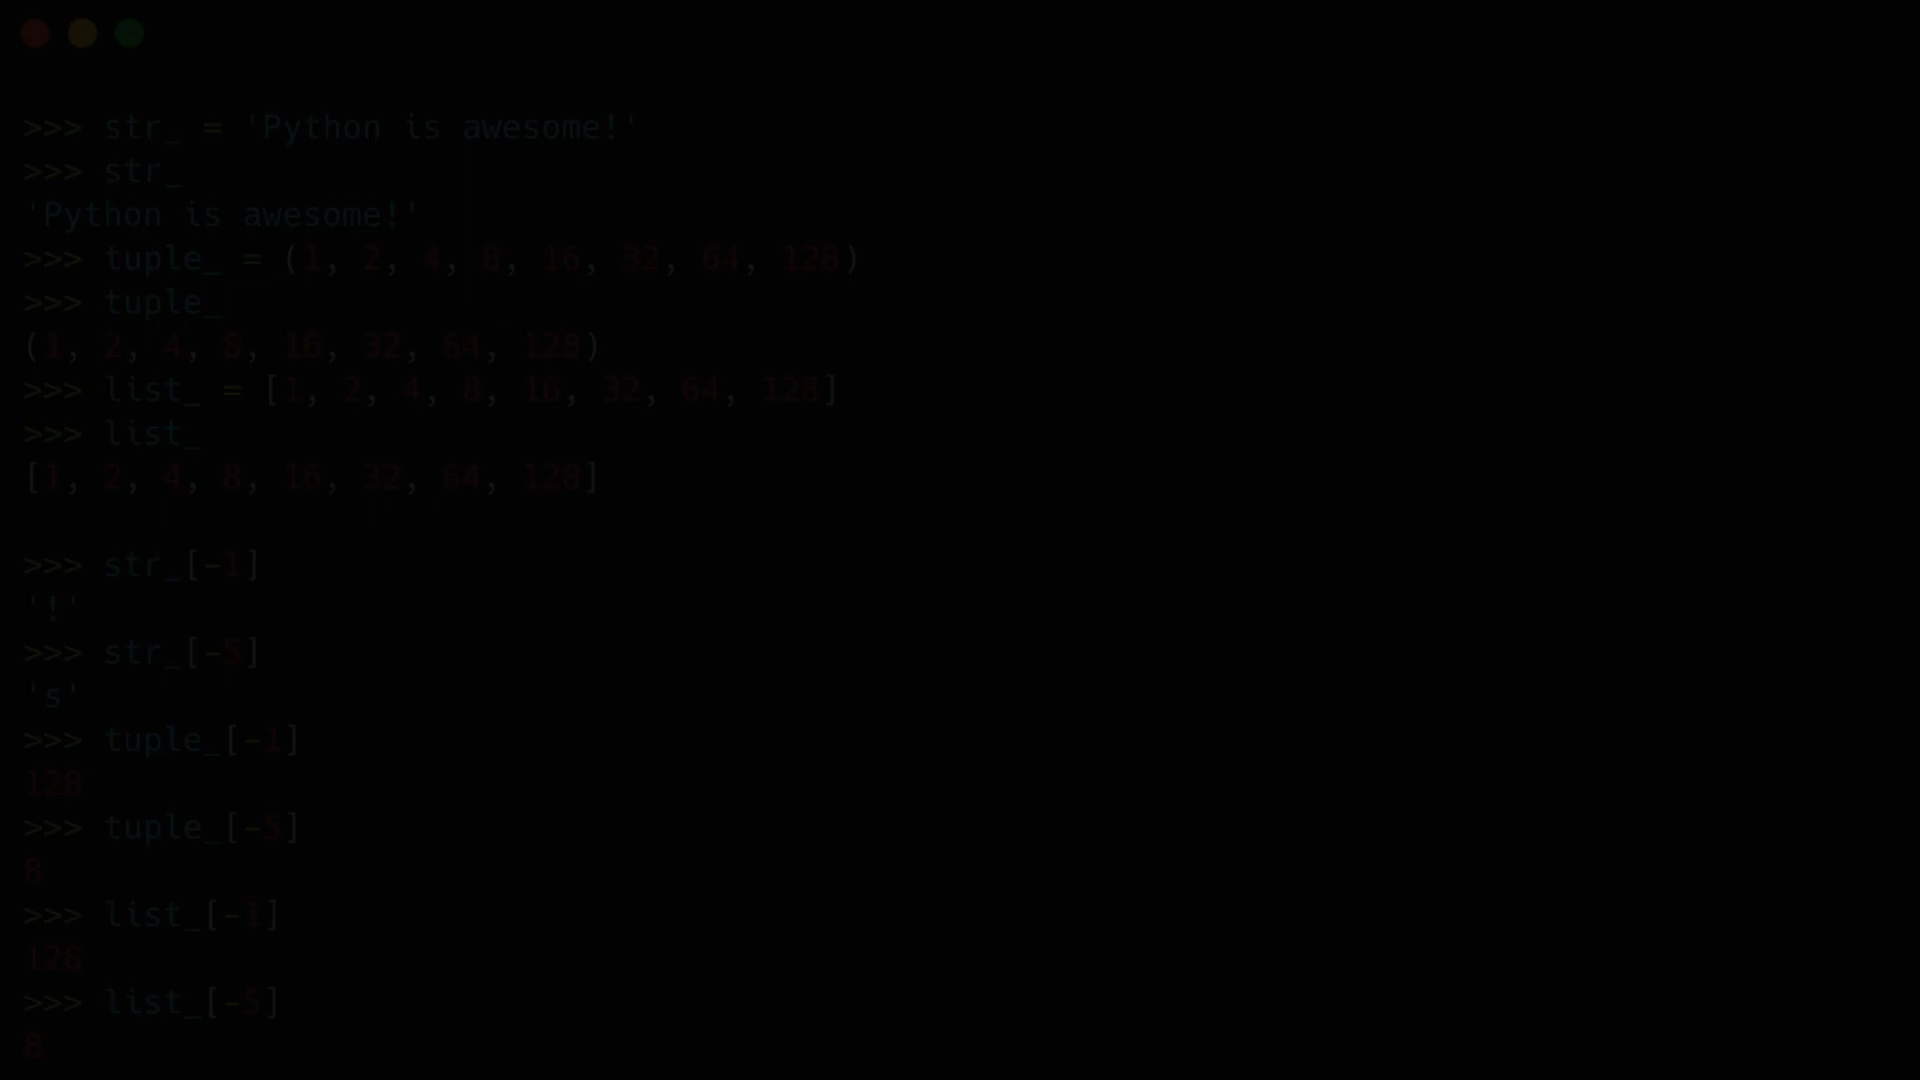 >>> str_ = 'Python is awesome!'
>>> str_
'Python is awesome!'
>>> tuple_ = (1, 2, 4, 8, 16, 32, 64, 128)
>>> tuple_
(1, 2, 4, 8, 16, 32, 64, 128)
>>> list_ = [1, 2, 4, 8, 16, 32, 64, 128]
>>> list_
[1, 2, 4, 8, 16, 32, 64, 128]
>>> str_[-1]
'!'
>>> str_[-5]
's'
>>> tuple_[-1]
128
>>> tuple_[-5]
8
>>> list_[-1]
128
>>> list_[-5]
8